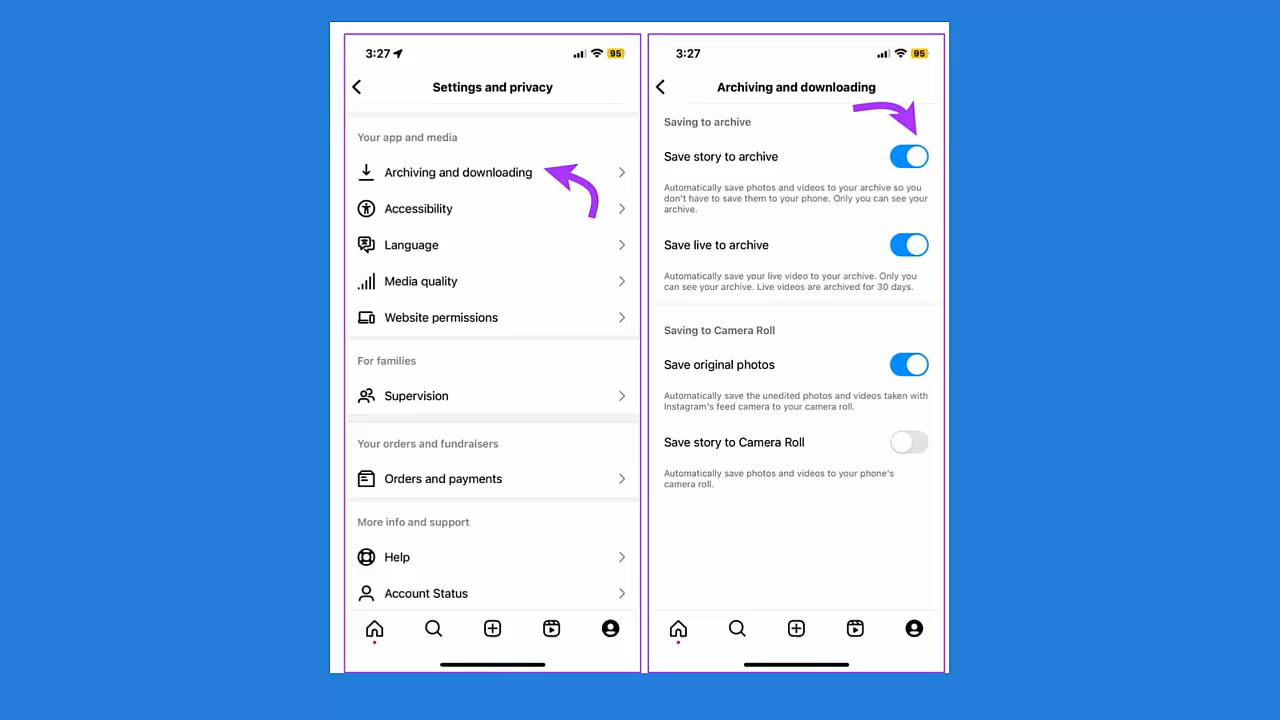 3:27
95
Settings and privacy
Your app and media
Archiving and downloading
Accessibility
Language
Media quality
Website permissions
For families
Supervision
Your orders and fundraisers
Orders and payments
More info and support
Help
Account Status
3:27
95
Archiving and downloading
Saving to archive
Save story to archive
Automatically save photos and videos to your archive so you
don't have to save them to your phone. Only you can see your
archive.
Save live to archive
Automatically save your live video to your archive. Only you
can see your archive. Live videos are archived for 30 days.
Saving to Camera Roll
Save original photos
Automatically save the unedited photos and videos taken with
Instagram's feed camera to your camera roll.
Save story to Camera Roll
Automatically save photos and videos to your phone's
camera roll.